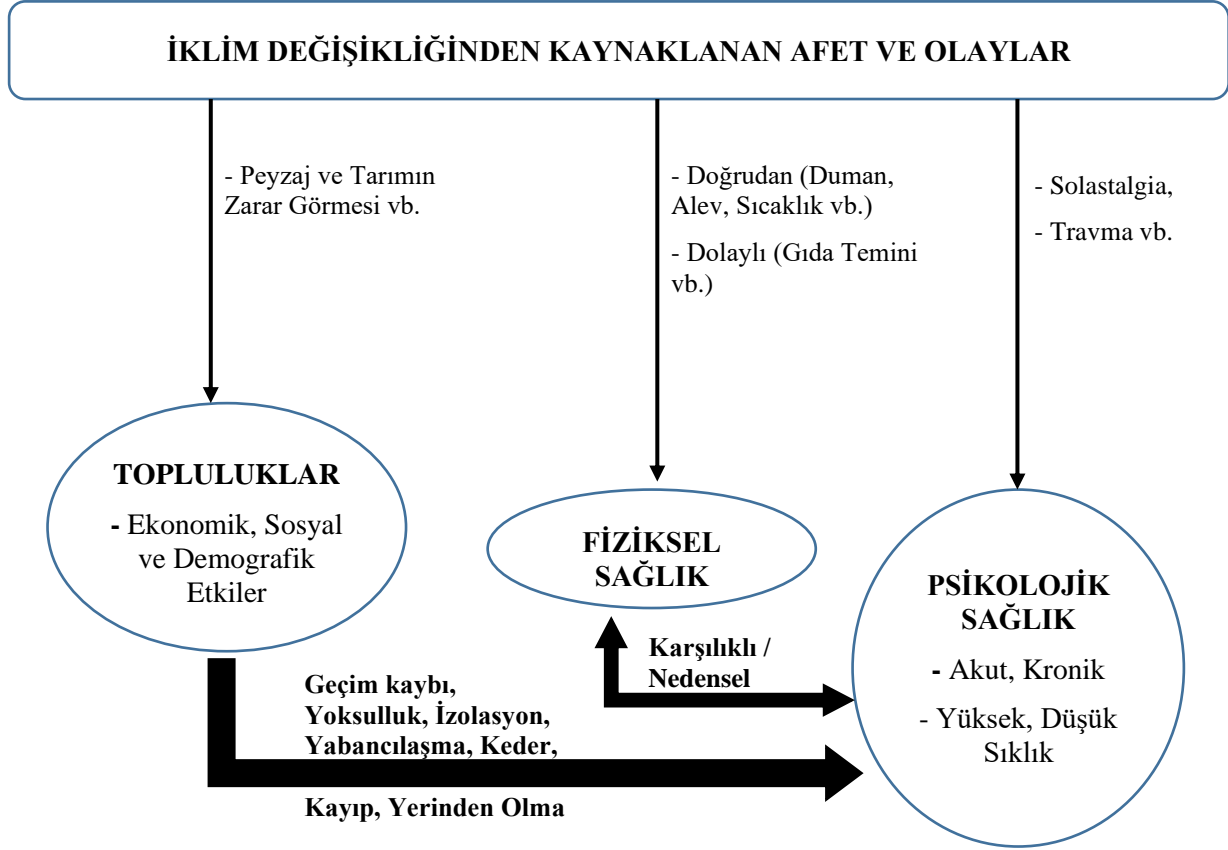 İKLİM DEĞİŞİKLİĞİNDEN KAYNAKLANAN AFET VE OLAYLAR
- Peyzaj ve Tarımın
Zarar Görmesi vb.
- Doğrudan (Duman,
Alev, Sıcaklık vb.)
- Dolaylı (Gıda Temini
vb.)
- Solastalgia,
- Travma vb.
TOPLULUKLAR
- Ekonomik, Sosyal
ve Demografik
Etkiler
FİZİKSEL
SAĞLIK
PSİKOLOJİK
SAĞLIK
- Akut, Kronik
- Yüksek, Düşük
Sıklık
Karşılıklı /
Nedensel
Geçim kaybı,
Yoksulluk, İzolasyon,
Yabancılaşma, Keder,
Kayıp, Yerinden Olma